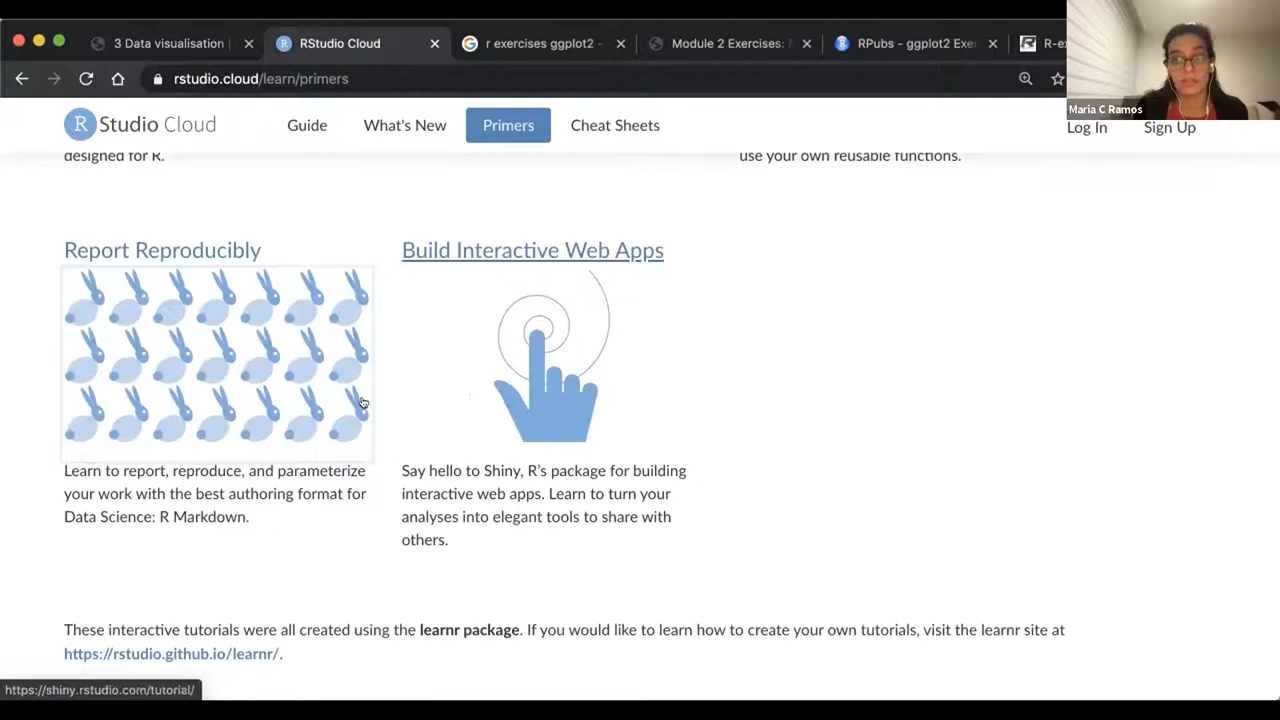 3 Data visualisation
RStudio Cloud
r exercises ggplot2 -
Module 2 Exercises:
RPubs - ggplot2 Exe
R-ex
rstudio.cloud/learn/primers
Maria C Ramos
R Studio Cloud
Guide
What's New
Primers
Cheat Sheets
Log In
Sign Up
designed for R.
use your own reusable functions.
Report Reproducibly
Build Interactive Web Apps
Learn to report, reproduce, and parameterize
your work with the best authoring format for
Data Science: R Markdown.
Say hello to Shiny, R's package for building
interactive web apps. Learn to turn your
analyses into elegant tools to share with
others.
These interactive tutorials were all created using the learnr package. If you would like to learn how to create your own tutorials, visit the learnr site at
https://rstudio.github.io/learnr/.
https://shiny.rstudio.com/tutorial/